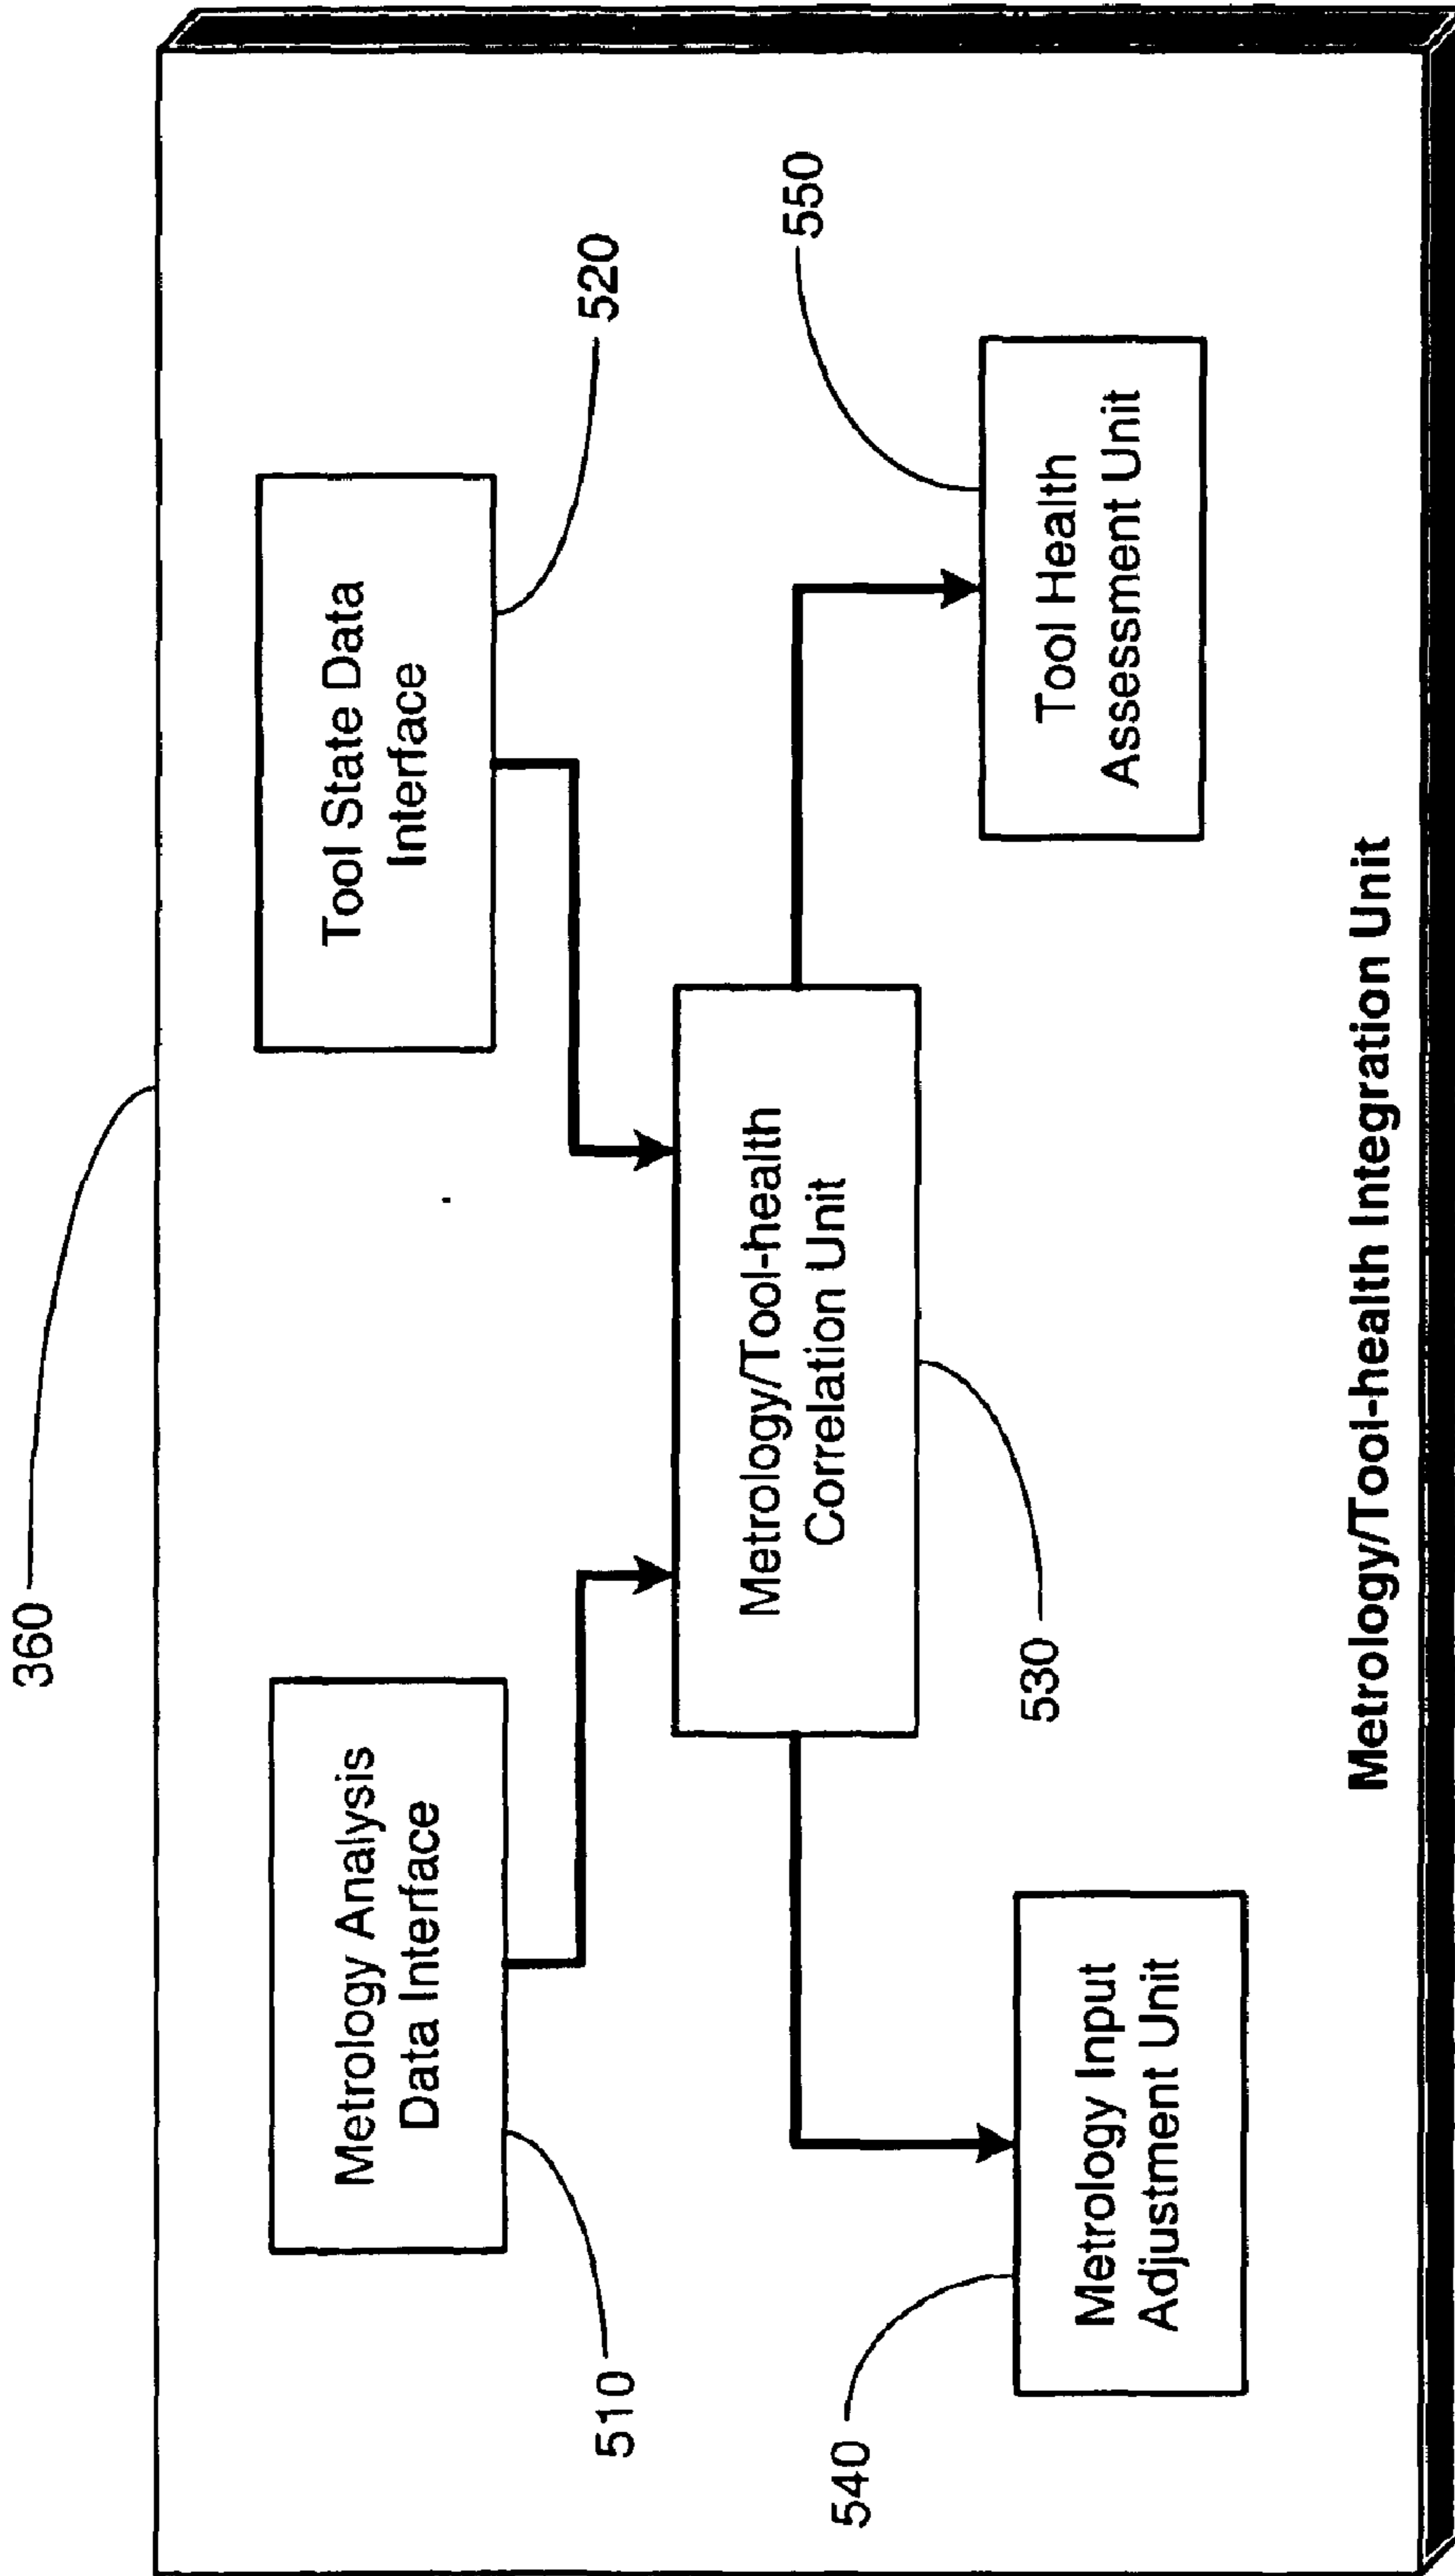 360
Metrology Analysis
Data Interface
510
Tool State Data
Interface
520
Metrology/Tool-health
Correlation Unit
530
Metrology Input
Adjustment Unit
540
Tool Health
Assessment Unit
550
Metrology/Tool-health Integration Unit